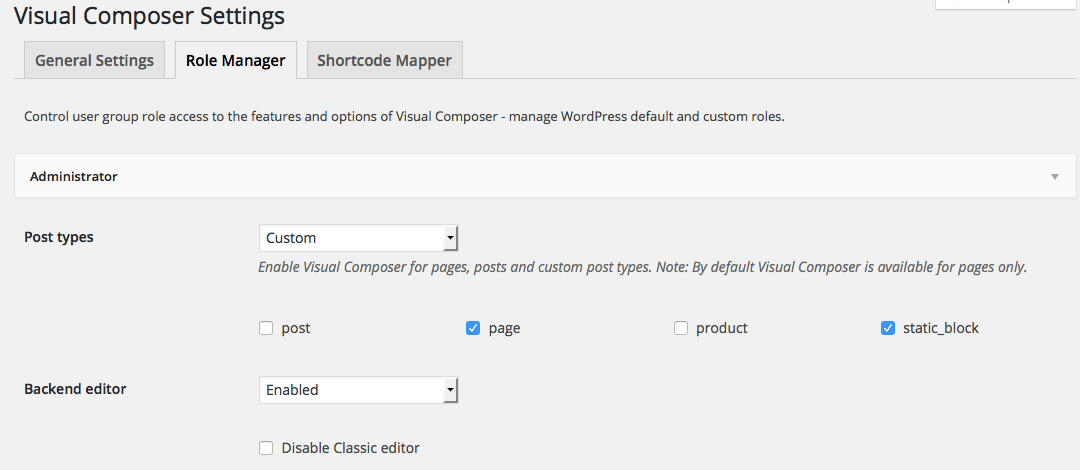 Visual Composer Settings
General Settings
Role Manager
Shortcode Mapper
Control user group role access to the features and options of Visual Composer - manage WordPress default and custom roles.
Administrator
Post types
Custom
Enable Visual Composer for pages, posts and custom post types. Note: By default Visual Composer is available for pages only.
post
page
product
static_block
Backend editor
Enabled
Disable Classic editor